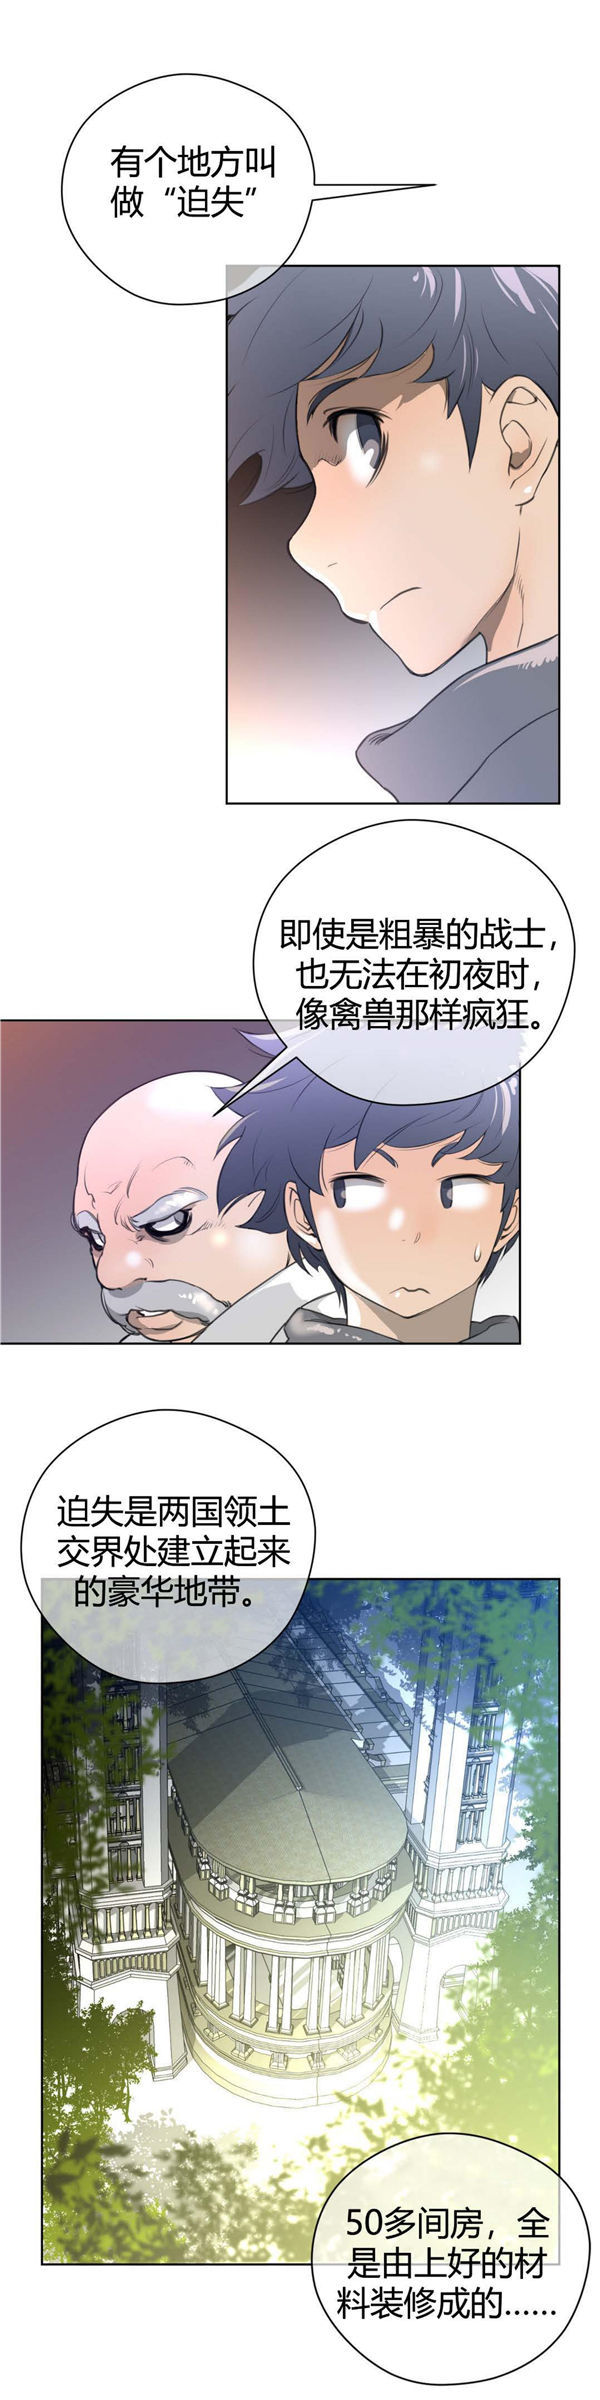 有个地方叫
做“迫失”
即使是粗暴的战士，
也无法在初夜时，
像禽兽那样疯狂。
迫失是两国领土
交界处建立起来
的豪华地带。
50多间房，全
是由上好的材
料装修成的……